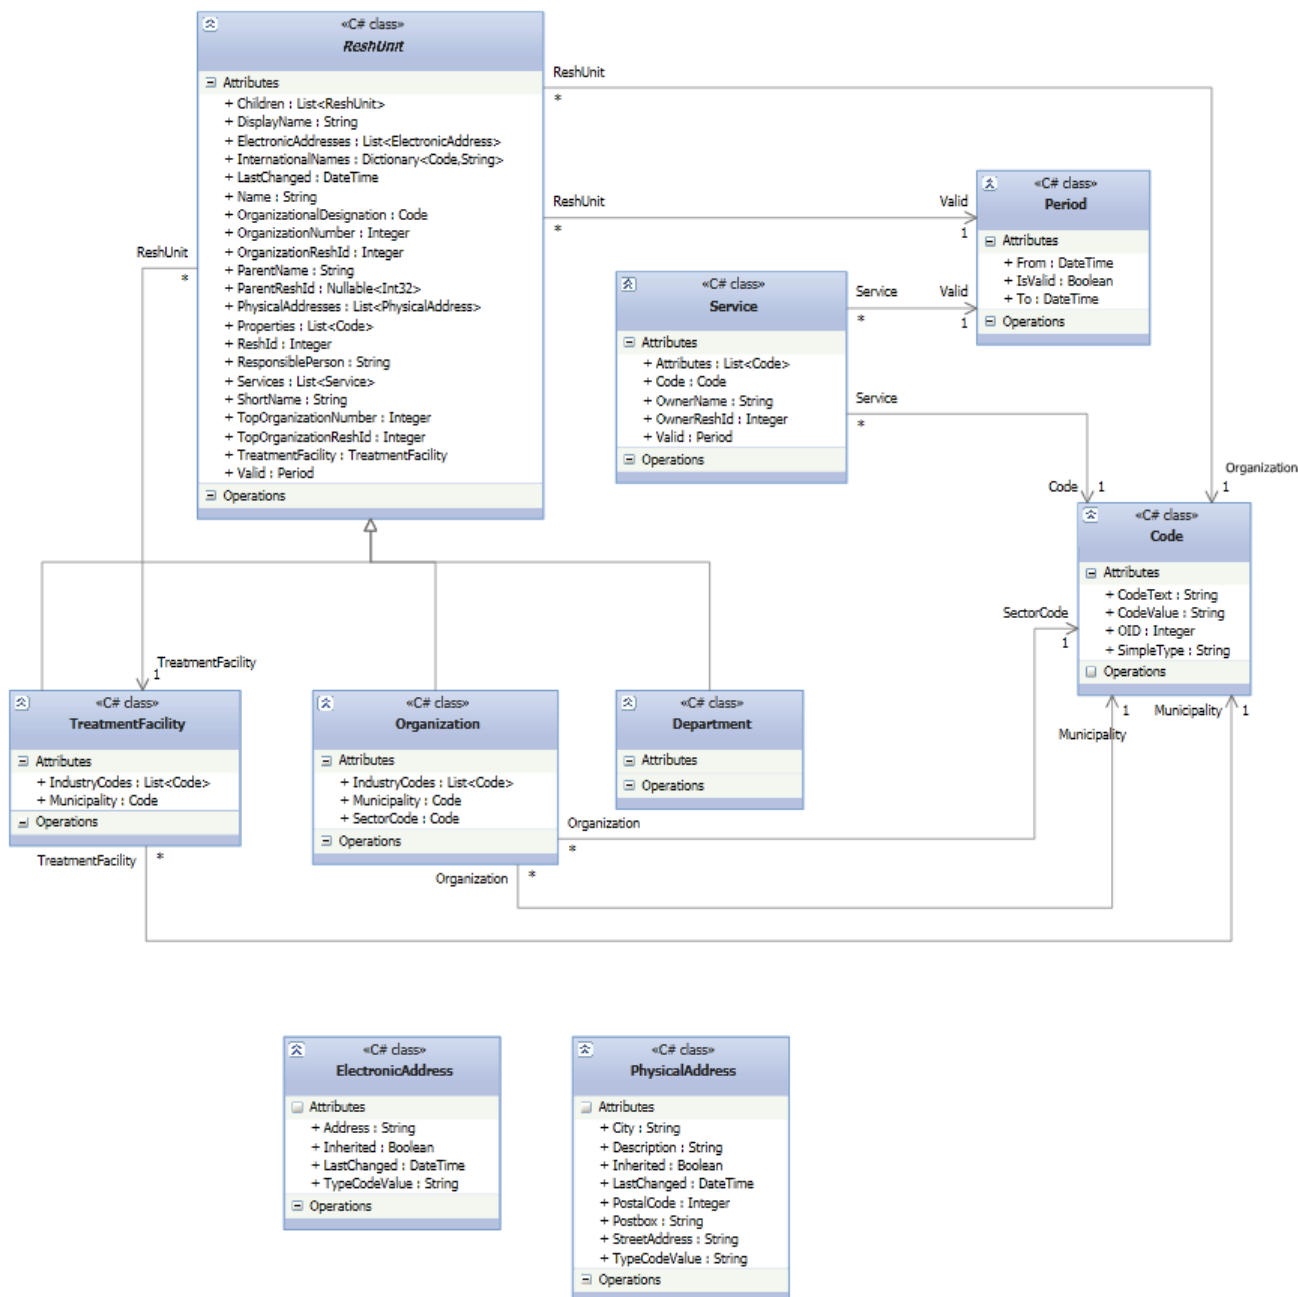 «C# class»
ReshUnit
Attributes
+ Children : List<ReshUnit>
+ DisplayName : String
+ ElectronicAddresses : List<ElectronicAddress>
+ InternationalNames : Dictionary<Code,String>
+ LastChanged : DateTime
+ Name : String
+ OrganizationalDesignation : Code
+ OrganizationNumber : Integer
+ OrganizationReshId : Integer
+ ParentName : String
+ ParentReshId : Nullable<Int32>
+ PhysicalAddresses : List<PhysicalAddress>
+ Properties : List<Code>
+ ReshId : Integer
+ ResponsiblePerson : String
+ Services : List<Service>
+ ShortName : String
+ TopOrganizationNumber : Integer
+ TopOrganizationReshId : Integer
+ TreatmentFacility : TreatmentFacility
+ Valid : Period
Operations
ReshUnit
*
ReshUnit
*
Valid
1
ReshUnit
*
«C# class»
Period
Attributes
+ From : DateTime
+ IsValid : Boolean
+ To : DateTime
Operations
«C# class»
Service
Attributes
+ Attributes : List<Code>
+ Code : Code
+ OwnerName : String
+ OwnerReshId : Integer
+ Valid : Period
Operations
Service
*
Valid
1
Service
*
Code
1
Organization
1
«C# class»
Code
Attributes
+ CodeText : String
+ CodeValue : String
+ OID : Integer
+ SimpleType : String
Operations
SectorCode
1
TreatmentFacility
1
«C# class»
TreatmentFacility
Attributes
+ IndustryCodes : List<Code>
+ Municipality : Code
Operations
TreatmentFacility
*
«C# class»
Organization
Attributes
+ IndustryCodes : List<Code>
+ Municipality : Code
+ SectorCode : Code
Operations
Organization
*
Organization
*
«C# class»
Department
Attributes
Operations
1
Municipality
Municipality
1
«C# class»
ElectronicAddress
Attributes
+ Address : String
+ Inherited : Boolean
+ LastChanged : DateTime
+ TypeCodeValue : String
Operations
«C# class»
PhysicalAddress
Attributes
+ City : String
+ Description : String
+ Inherited : Boolean
+ LastChanged : DateTime
+ PostalCode : Integer
+ Postbox : String
+ StreetAddress : String
+ TypeCodeValue : String
Operations